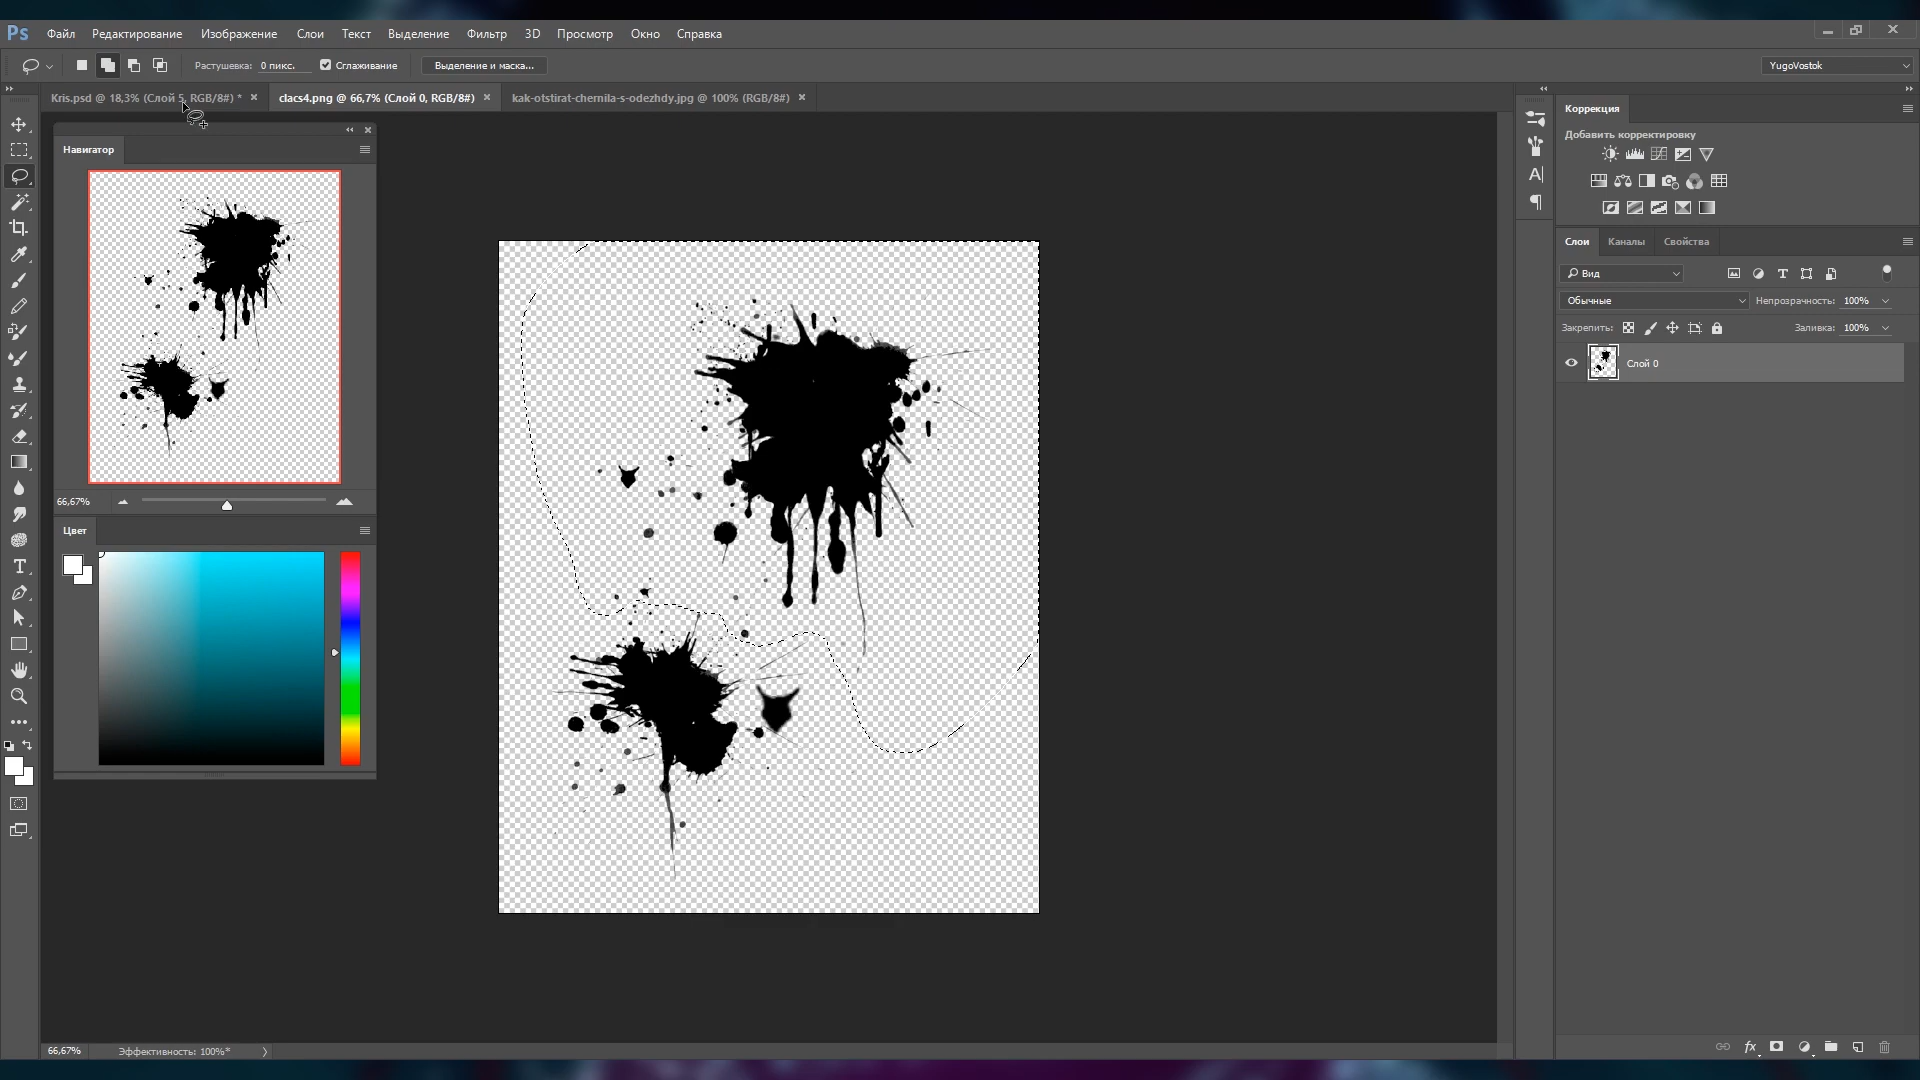 Ps Файл Редактирование Изображение Слои Текст Выделение Фильтр 3D Просмотр Окно Справка
Растушевка: 0 пикс. Сглаживание Выделение и маска... YugoVostok
Kris.psd @ 18,3% (Слой 5, RGB/8#) * clacs4.png @ 66,7% (Слой 0, RGB/8#) kak-otstirat-chernila-s-odezhdy.jpg @ 100% (RGB/8#)
Навигатор
66,67%
Цвет
Коррекция
Добавить корректировку
Слои Каналы Свойства
Вид
Обычные Непрозрачность: 100%
Закрепить: Заливка: 100%
Слой 0
66,67% Эффективность: 100%*